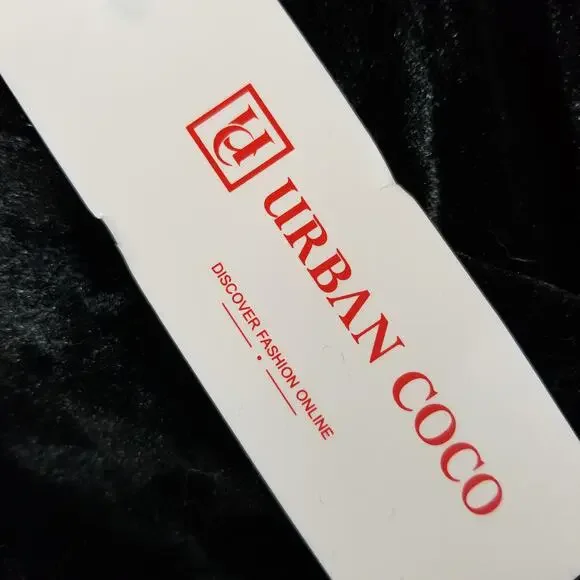 UC
URBAN COCO
DISCOVER FASHION ONLINE